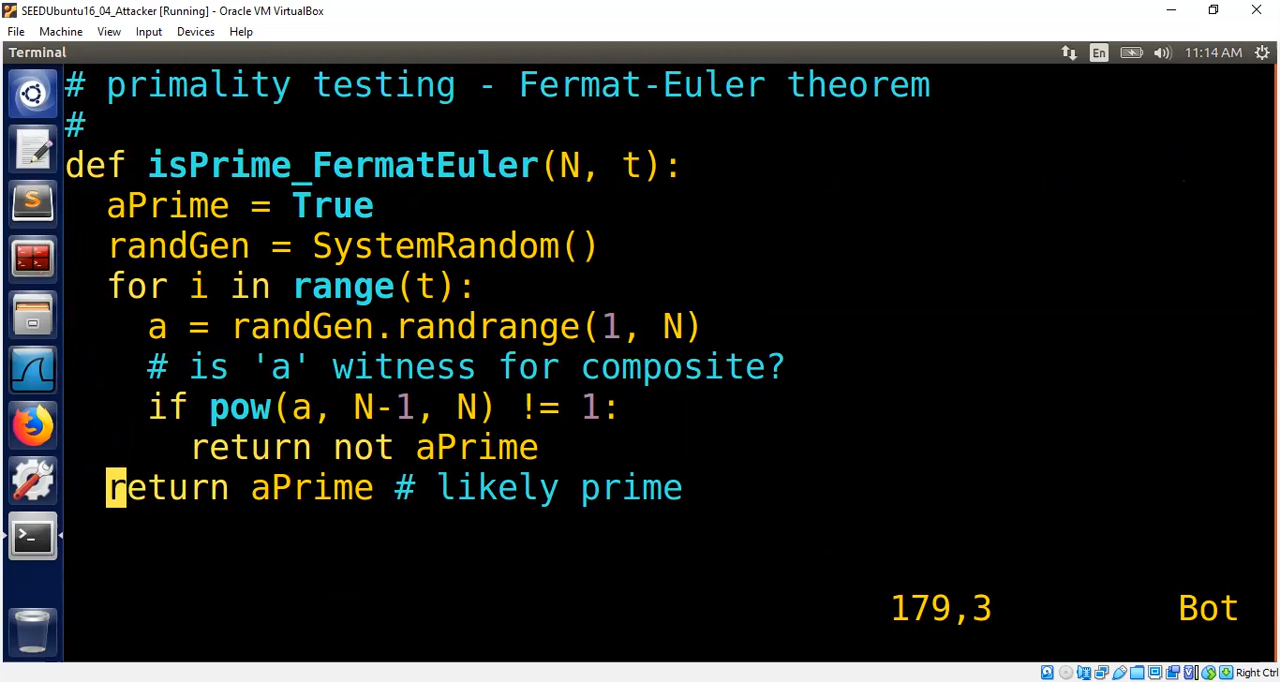 SEEDUbuntu16_04_Attacker [Running] - Oracle VM VirtualBox
File Machine View Input Devices Help
Terminal En 11:14 AM
# primality testing - Fermat-Euler theorem
#
def isPrime_FermatEuler(N, t):
  aPrime = True
  randGen = SystemRandom()
  for i in range(t):
    a = randGen.randrange(1, N)
    # is 'a' witness for composite?
    if pow(a, N-1, N) != 1:
      return not aPrime
  return aPrime # likely prime
179,3 Bot
Right Ctrl